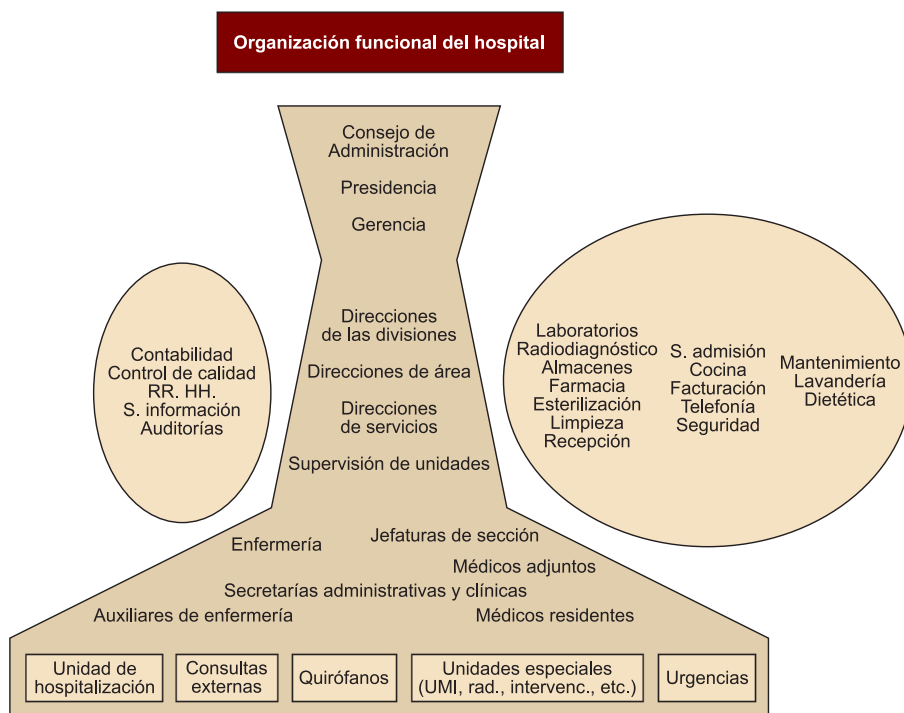 Organización funcional del hospital
Consejo de
Administración
Presidencia
Gerencia
Direcciones
de las divisiones
Direcciones de área
Direcciones
de servicios
Supervisión de unidades
Contabilidad
Control de calidad
RR. HH.
S. información
Auditorías
Laboratorios
Radiodiagnóstico
Almacenes
Farmacia
Esterilización
Limpieza
Recepción
S. admisión
Cocina
Facturación
Telefonía
Seguridad
Mantenimiento
Lavandería
Dietética
Enfermería
Jefaturas de sección
Médicos adjuntos
Secretarías administrativas y clínicas
Auxiliares de enfermería
Médicos residentes
Unidad de
hospitalización
Consultas
externas
Quirófanos
Unidades especiales
(UMI, rad., intervenc., etc.)
Urgencias